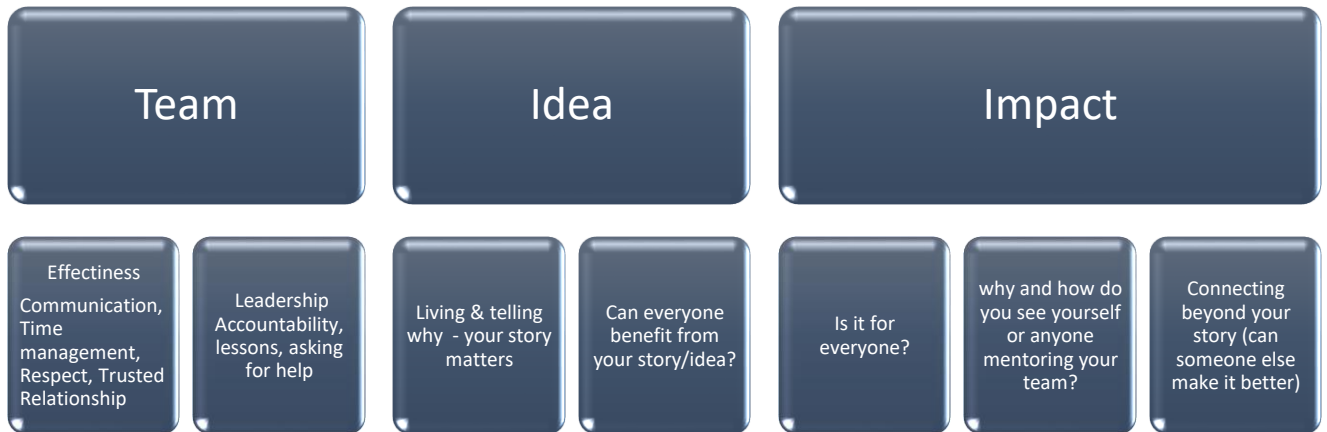 Team
Idea
Impact
Effectiness
Communication,
Time
management,
Respect, Trusted
Relationship
Leadership
Accountability,
lessons, asking
for help
Living & telling
why - your story
matters
Can everyone
benefit from
your story/idea?
Is it for
everyone?
why and how do
you see yourself
or anyone
mentoring your
team?
Connecting
beyond your
story (can
someone else
make it better)